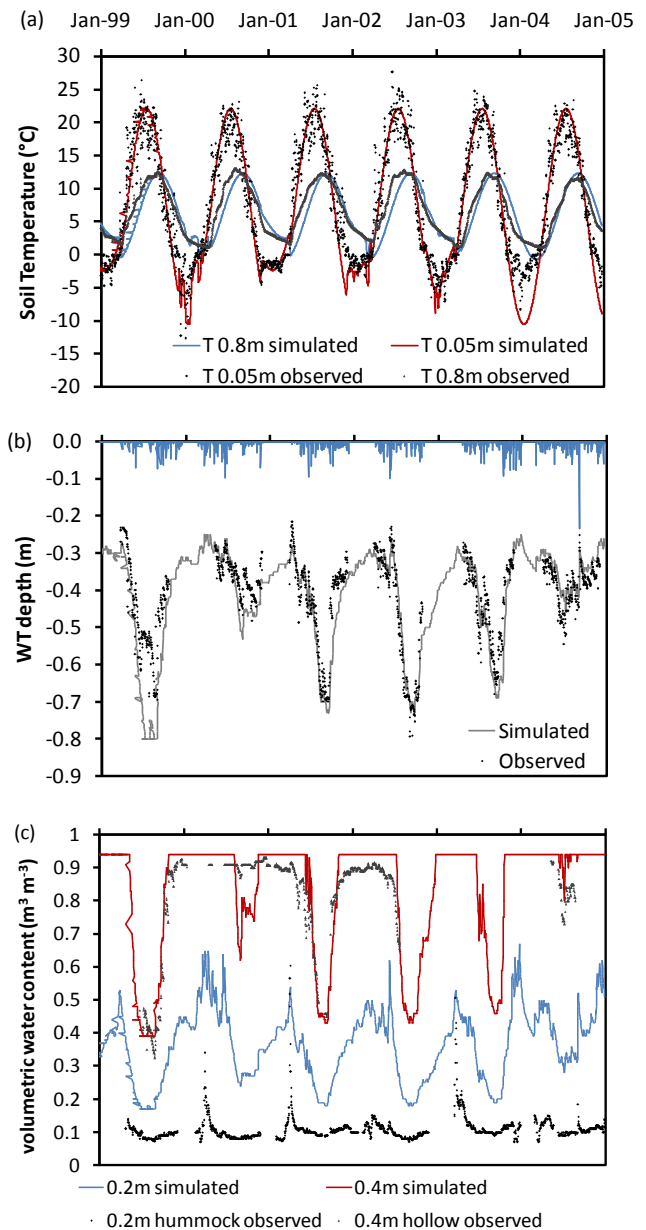 (a) Jan-99 Jan-00 Jan-01 Jan-02 Jan-03 Jan-04 Jan-05
30
25
20
15
10
5
0
-5
-10
-15
-20
Soil Temperature (°C)
T 0.8m simulated T 0.05m simulated
T 0.05m observed T 0.8m observed
(b)
0.0
-0.1
-0.2
-0.3
-0.4
-0.5
-0.6
-0.7
-0.8
-0.9
WT depth (m)
Simulated
Observed
(c)
1
0.9
0.8
0.7
0.6
0.5
0.4
0.3
0.2
0.1
0
volumetric water content (m³ m⁻³)
0.2m simulated 0.4m simulated
0.2m hummock observed 0.4m hollow observed